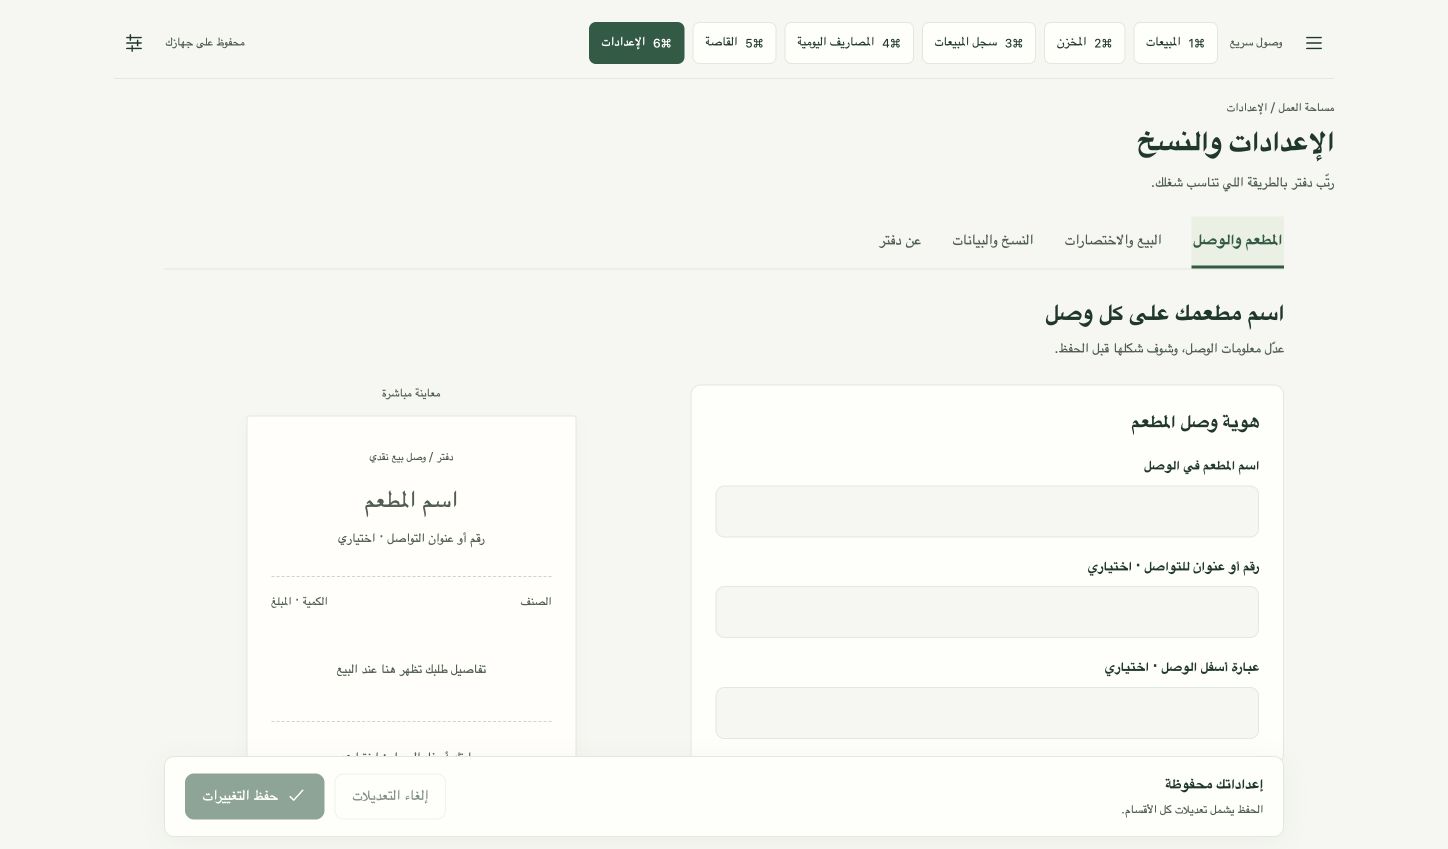 وصول سريع
⌘1 المبيعات
⌘2 المخزن
⌘3 سجل المبيعات
⌘4 المصاريف اليومية
⌘5 القاصة
⌘6 الإعدادات
محفوظ على جهازك
مساحة العمل / الإعدادات
الإعدادات والنسخ
رتّب دفتر بالطريقة اللي تناسب شغلك.
المطعم والوصل
البيع والاختصارات
النسخ والبيانات
عن دفتر
اسم مطعمك على كل وصل
عدّل معلومات الوصل، وشوف شكلها قبل الحفظ.
هوية وصل المطعم
اسم المطعم في الوصل
رقم أو عنوان للتواصل · اختياري
عبارة أسفل الوصل · اختياري
معاينة مباشرة
دفتر / وصل بيع نقدي
اسم المطعم
رقم أو عنوان التواصل · اختياري
الصنف
الكمية · المبلغ
تفاصيل طلبك تظهر هنا عند البيع
إعداداتك محفوظة
الحفظ يشمل تعديلات كل الأقسام.
إلغاء التعديلات
حفظ التغييرات